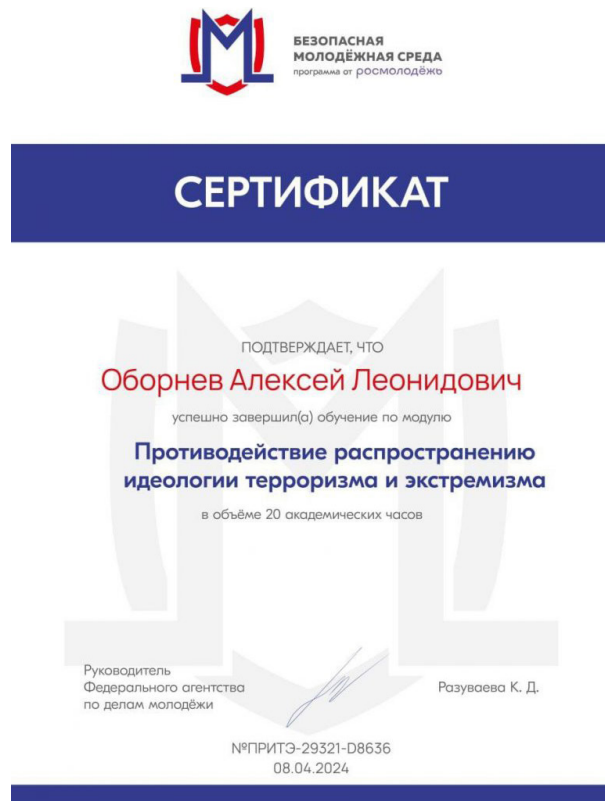 БЕЗОПАСНАЯ
МОЛОДЁЖНАЯ СРЕДА
программа от росмолодёжь
СЕРТИФИКАТ
ПОДТВЕРЖДАЕТ, ЧТО
Оборнев Алексей Леонидович
успешно завершил(а) обучение по модулю
Противодействие распространению
идеологии терроризма и экстремизма
в объёме 20 академических часов
Руководитель
Федерального агентства
по делам молодёжи
Разуваева К. Д.
№ПРИТЭ-29321-D8636
08.04.2024